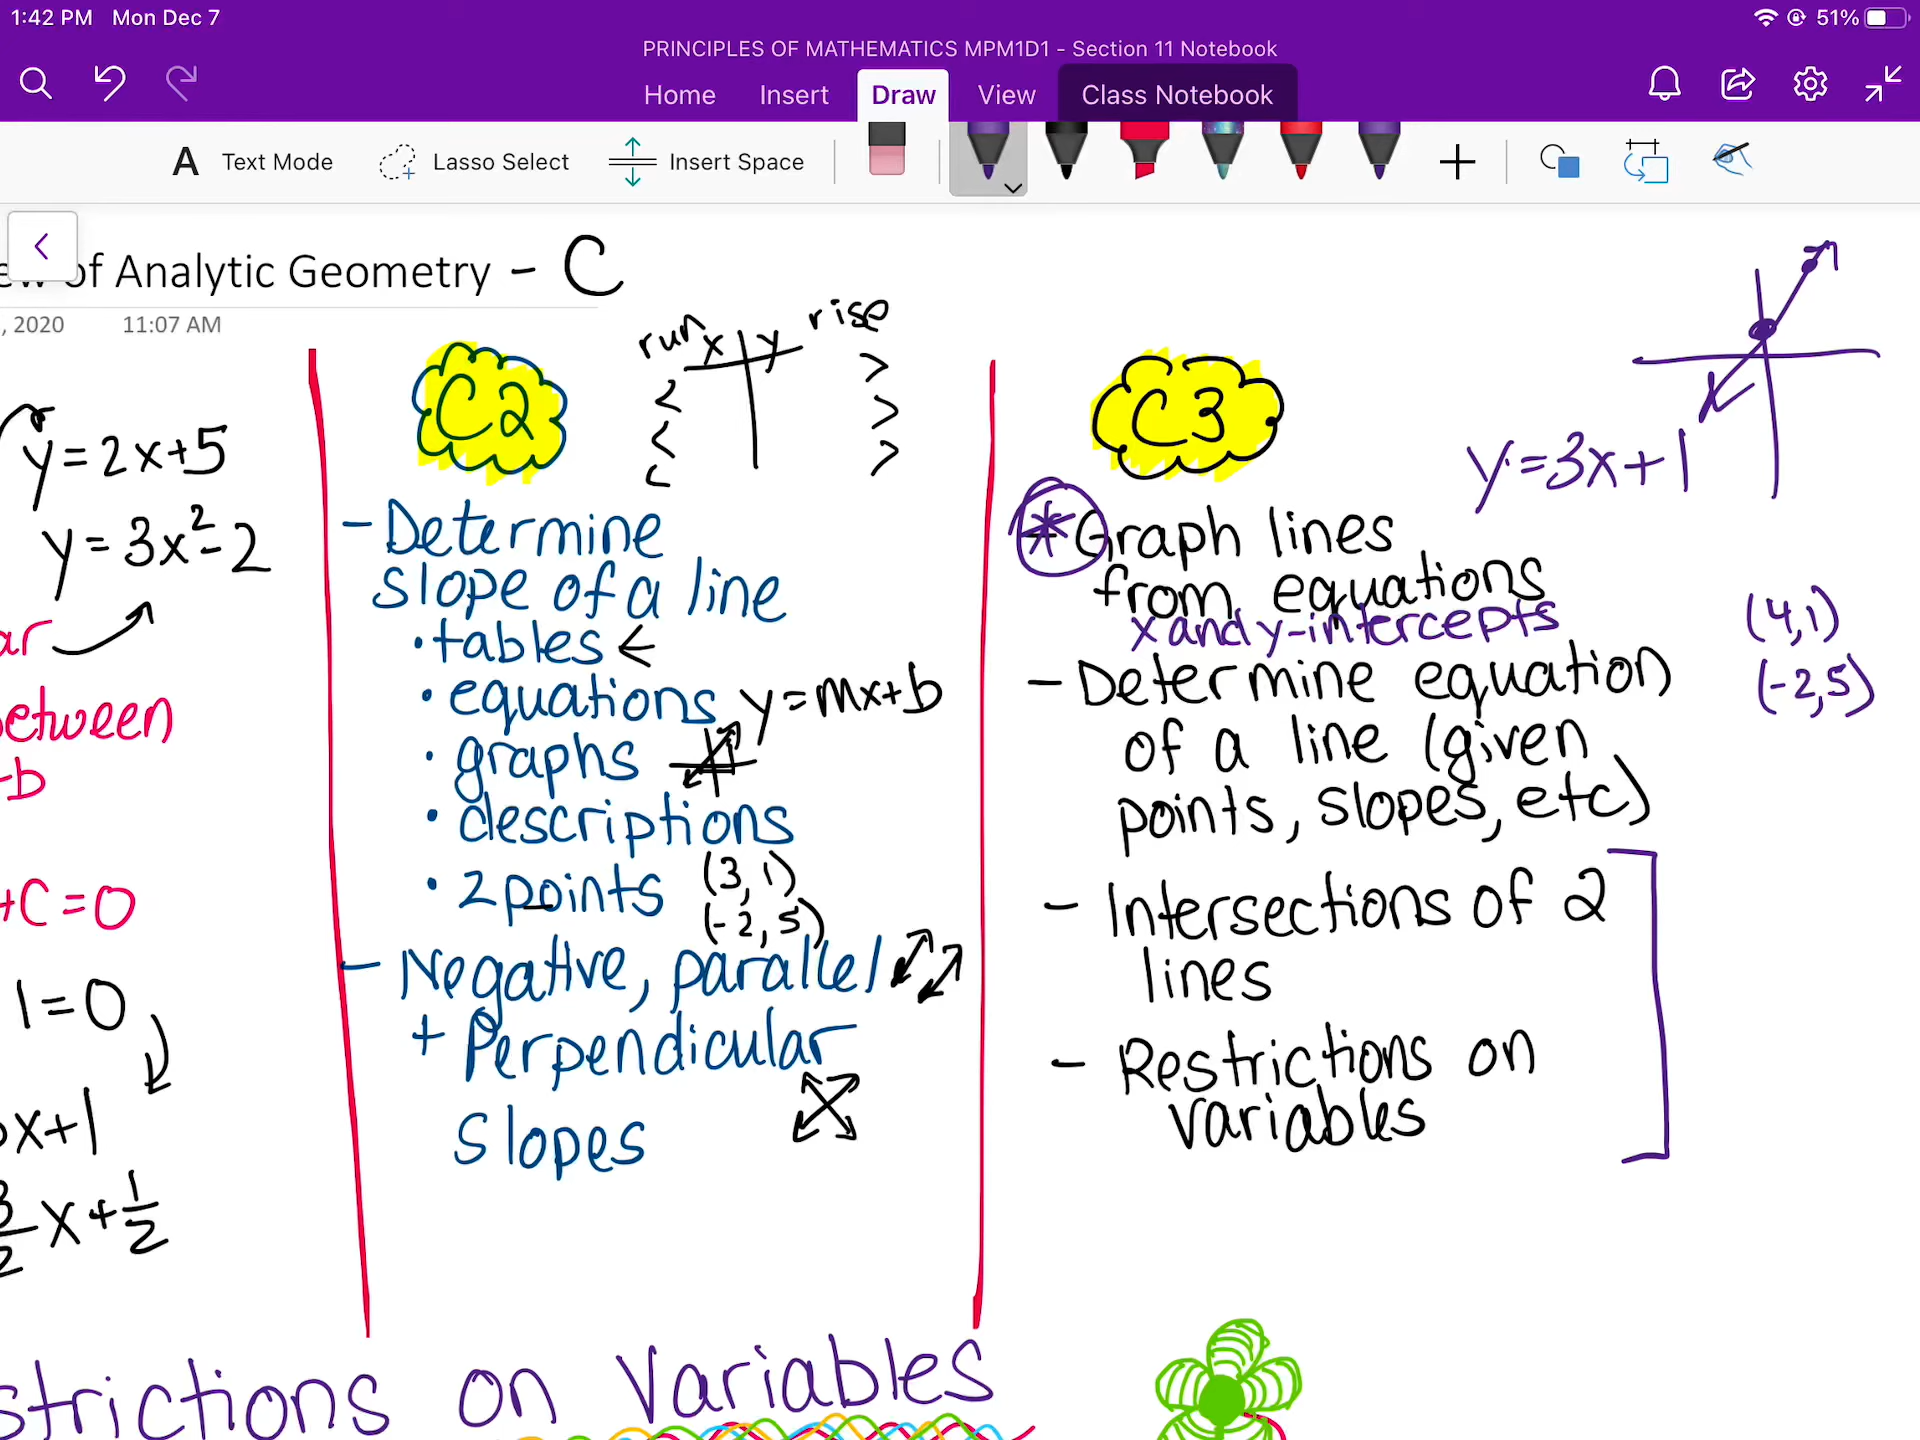 1:42 PM Mon Dec 7
51%
PRINCIPLES OF MATHEMATICS MPM1D1 - Section 11 Notebook
Home Insert Draw View Class Notebook
A Text Mode Lasso Select Insert Space
of Analytic Geometry - C
, 2020 11:07 AM
y=2x+5
y=3x²-2
between
-b
+C=0
1=0
x+1
x+1/2
C2
run x y rise
- Determine
slope of a line
• tables ←
• equations y=mx+b
• graphs
• descriptions
• 2 points (3, 1)
(-2, 5)
- Negative, parallel
+ Perpendicular
Slopes
C3
y=3x+1
* Graph lines
from equations
x and y-intercepts
(4,1)
(-2,5)
- Determine equation
of a line (given
points, slopes, etc)
- Intersections of 2
lines
- Restrictions on
variables
strictions on Variables